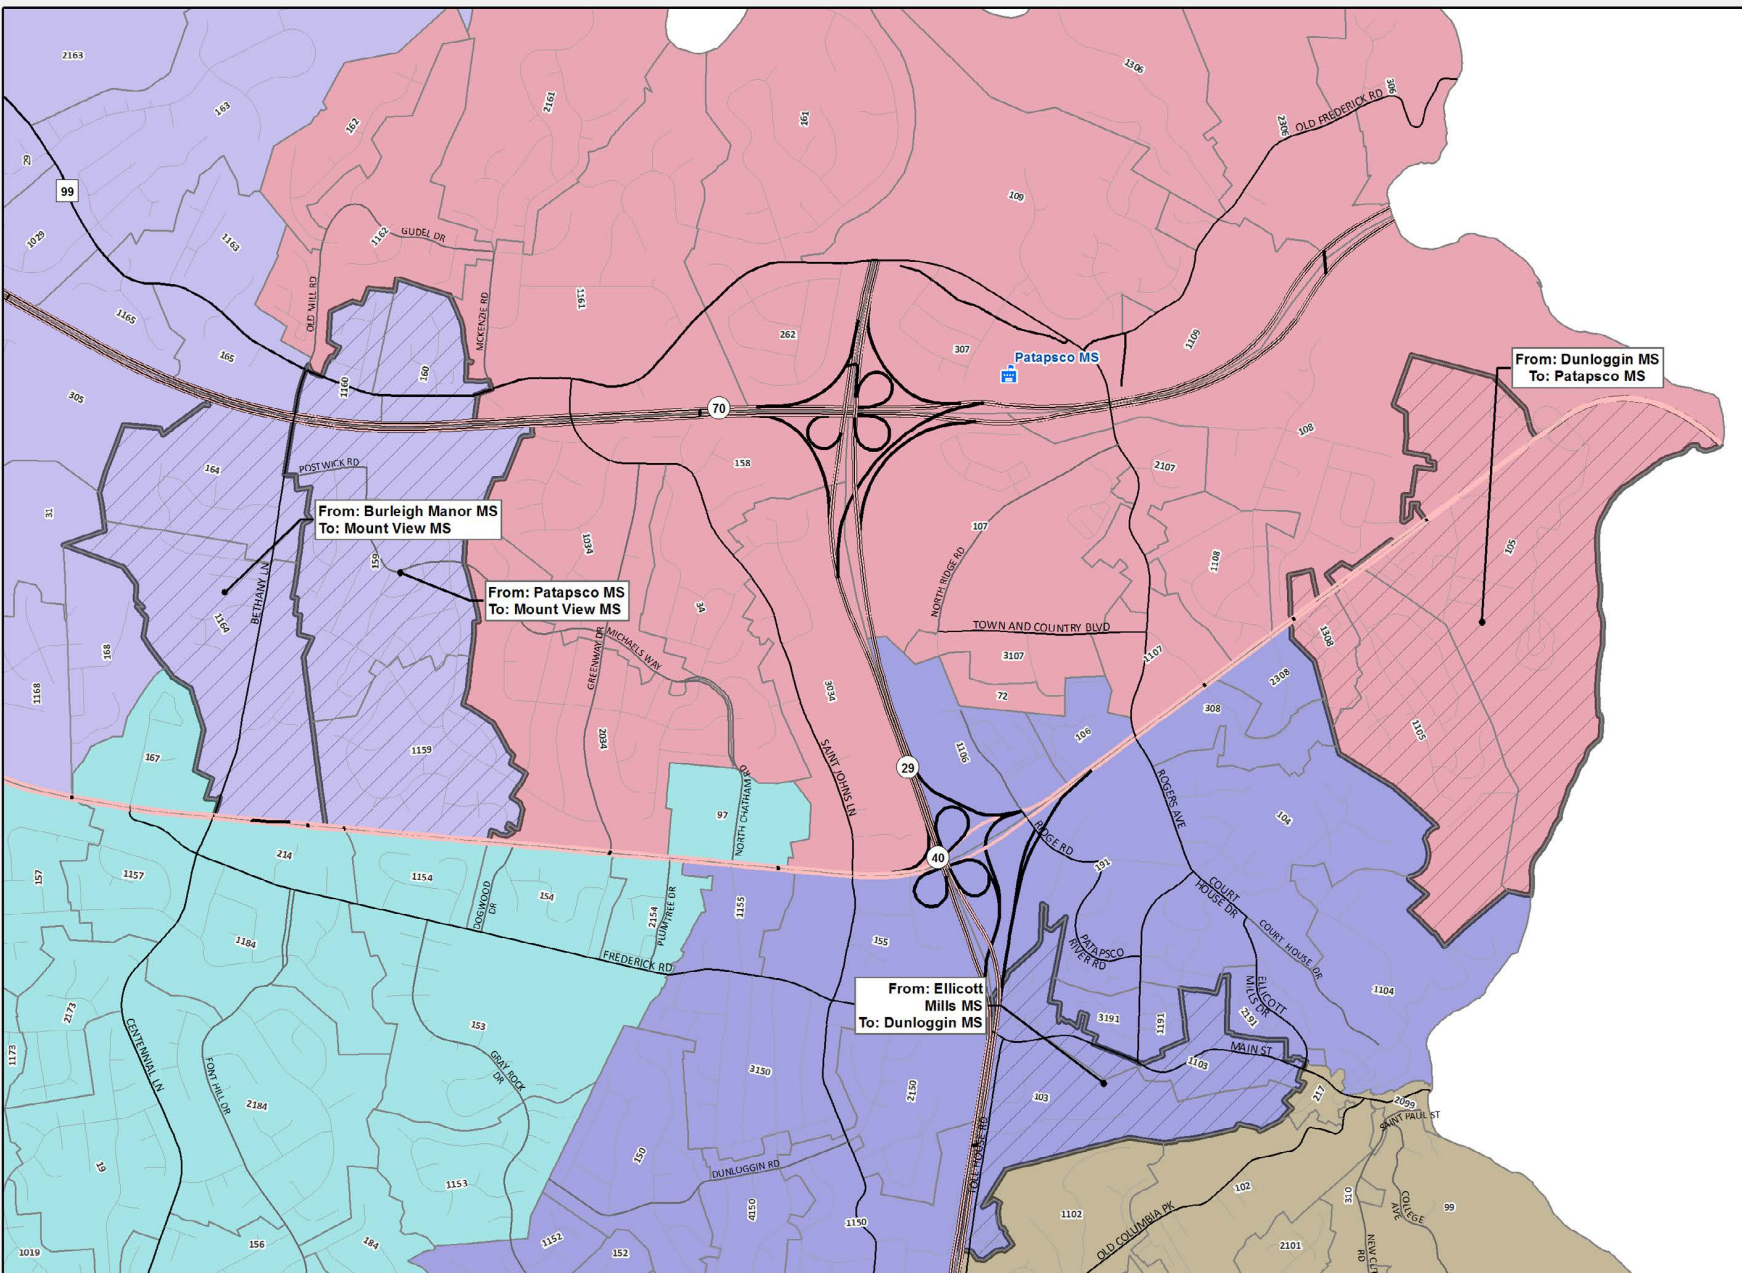 2163
163
162
2161
161
1306
306
2306
OLD FREDERICK RD
29
99
1029
1163
1162
GUDEL DR
109
OLD MILL RD
MCKENZIE RD
1161
1165
165
262
307
Patapsco MS
1109
From: Dunloggin MS
To: Patapsco MS
305
1160
160
70
108
164
POSTWICK RD
158
2107
31
From: Burleigh Manor MS
To: Mount View MS
107
1034
1108
105
159
BETHANY LN
From: Patapsco MS
To: Mount View MS
NORTH RIDGE RD
34
1164
TOWN AND COUNTRY BLVD
168
GREENWAY DR
MICHAELS WAY
3107
1107
1308
1168
3034
72
2308
308
167
1159
2034
SAINT JOHNS LN
1106
106
1105
29
ROGERS AVE
97
NORTH CHATHAM RD
104
RIDGE RD
40
191
157
1157
214
1154
154
DOGWOOD
DR
2154
PLUMTREE DR
1155
COURT
HOUSE DR
COURT HOUSE DR
1184
155
PATAPSCO
RIVER RD
FREDERICK RD
ELLICOTT
MILLS DR
1104
From: Ellicott
Mills MS
To: Dunloggin MS
2173
153
3191
1191
2191
MAIN ST
1173
CENTENNIAL LN
FONT HILL DR
GRAY ROCK
DR
3150
2150
1103
103
217
2099
SAINT PAUL ST
2184
150
DUNLOGGIN RD
TOLL HOUSE RD
19
1153
102
310
COLLEGE
AVE
99
4150
1150
1102
OLD COLUMBIA PK
1019
156
184
1152
152
2101
NEW CUT
RD